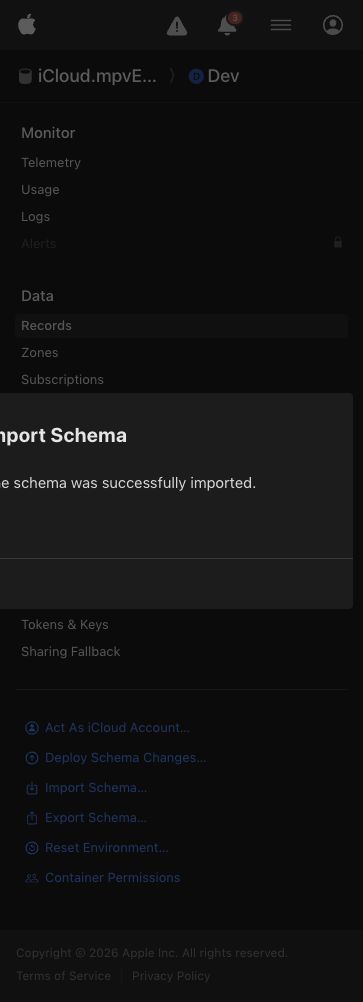 3
iCloud.mpvE... 〉 D Dev
Monitor
Telemetry
Usage
Logs
Alerts
Data
Records
Zones
Subscriptions
mport Schema
e schema was successfully imported.
Tokens & Keys
Sharing Fallback
Act As iCloud Account...
Deploy Schema Changes...
Import Schema...
Export Schema...
Reset Environment...
Container Permissions
Copyright © 2026 Apple Inc. All rights reserved.
Terms of Service | Privacy Policy